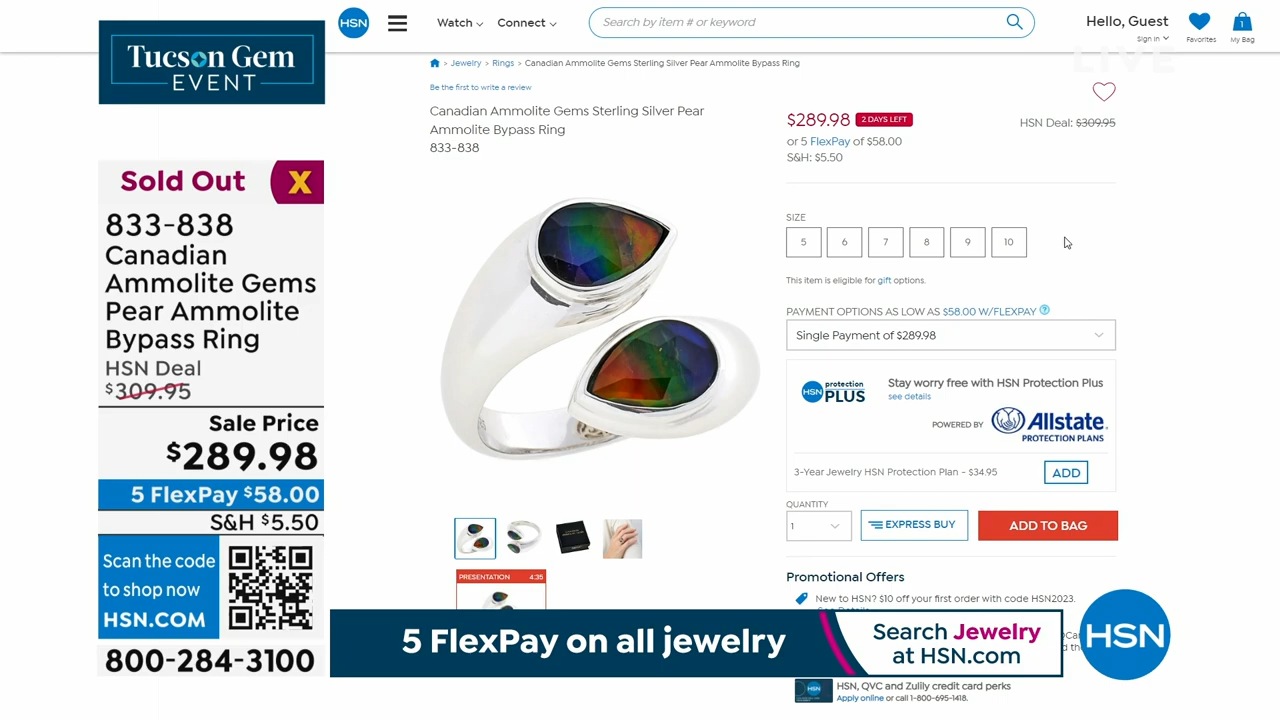 Tucson Gem
EVENT
Sold Out X
833-838
Canadian
Ammolite Gems
Pear Ammolite
Bypass Ring
HSN Deal
$309.95
Sale Price
$289.98
5 FlexPay $58.00
S&H $5.50
Scan the code
to shop now
HSN.COM
800-284-3100
HSN
Watch
Connect
Search by item # or keyword
Hello, Guest
Sign In
Favorites
1
My Bag
LIVE
> Jewelry > Rings > Canadian Ammolite Gems Sterling Silver Pear Ammolite Bypass Ring
Be the first to write a review
Canadian Ammolite Gems Sterling Silver Pear
Ammolite Bypass Ring
833-838
$289.98 2 DAYS LEFT
HSN Deal: $309.95
or 5 FlexPay of $58.00
S&H: $5.50
SIZE
5 6 7 8 9 10
This item is eligible for gift options.
PAYMENT OPTIONS AS LOW AS $58.00 W/FLEXPAY ?
Single Payment of $289.98
HSN protection
PLUS
Stay worry free with HSN Protection Plus
see details
POWERED BY Allstate.
PROTECTION PLANS
3-Year Jewelry HSN Protection Plan - $34.95
ADD
QUANTITY
1
EXPRESS BUY
ADD TO BAG
PRESENTATION 4:35
Promotional Offers
New to HSN? $10 off your first order with code HSN2023.
5 FlexPay on all jewelry
Search Jewelry
at HSN.com
HSN
HSN, QVC and Zulily credit card perks
Apply online or call 1-800-695-1418.